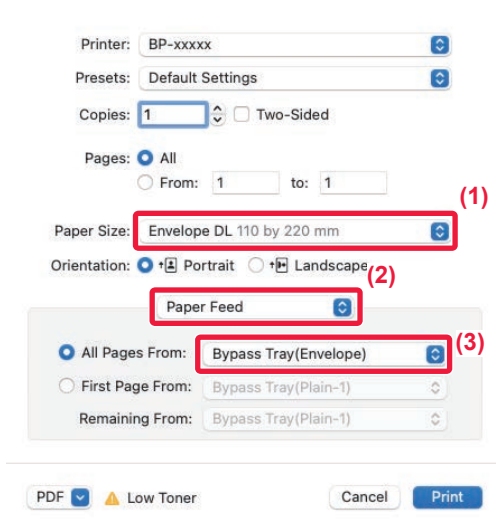 Printer: BP-xxxxx
Presets: Default Settings
Copies: 1 Two-Sided
Pages: All
From: 1 to: 1
(1)
Paper Size: Envelope DL 110 by 220 mm
Orientation: Portrait Landscape
(2)
Paper Feed
(3)
All Pages From: Bypass Tray(Envelope)
First Page From: Bypass Tray(Plain-1)
Remaining From: Bypass Tray(Plain-1)
PDF Low Toner Cancel Print